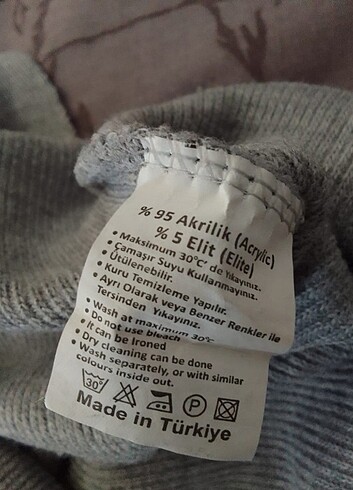 % 95 Akrilik (Acrylic)
% 5 Elit (Elite)
• Maksimum 30°C' de Yıkayınız.
• Çamaşır Suyu Kullanmayınız.
• Ütülenebilir.
• Kuru Temizleme Yapılır.
• Ayrı Olarak veya Benzer Renkler ile
Tersinden Yıkayınız.
• Wash at maximum 30°C
• Do not use bleach
• It can be Ironed
• Dry cleaning can be done
• Wash separately, or with similar
colours inside out.
30° P
Made in Türkiye